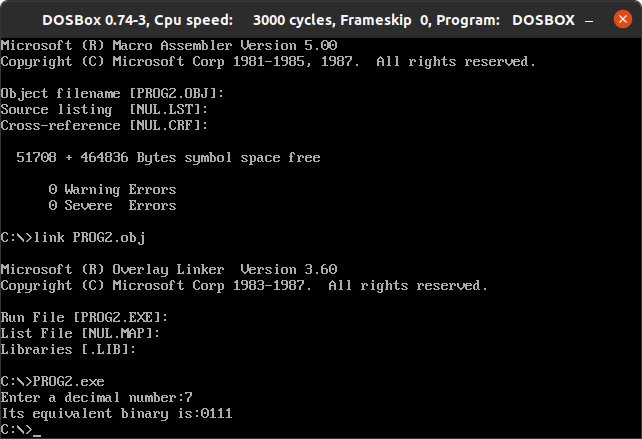 DOSBox 0.74-3, Cpu speed:    3000 cycles, Frameskip  0, Program:   DOSBOX
Microsoft (R) Macro Assembler Version 5.00
Copyright (C) Microsoft Corp 1981-1985, 1987.  All rights reserved.
Object filename [PROG2.OBJ]:
Source listing  [NUL.LST]:
Cross-reference [NUL.CRF]:
  51708 + 464836 Bytes symbol space free
      0 Warning Errors
      0 Severe  Errors
C:\>link PROG2.obj
Microsoft (R) Overlay Linker  Version 3.60
Copyright (C) Microsoft Corp 1983-1987.  All rights reserved.
Run File [PROG2.EXE]:
List File [NUL.MAP]:
Libraries [.LIB]:
C:\>PROG2.exe
Enter a decimal number:7
Its equivalent binary is:0111
C:\>_